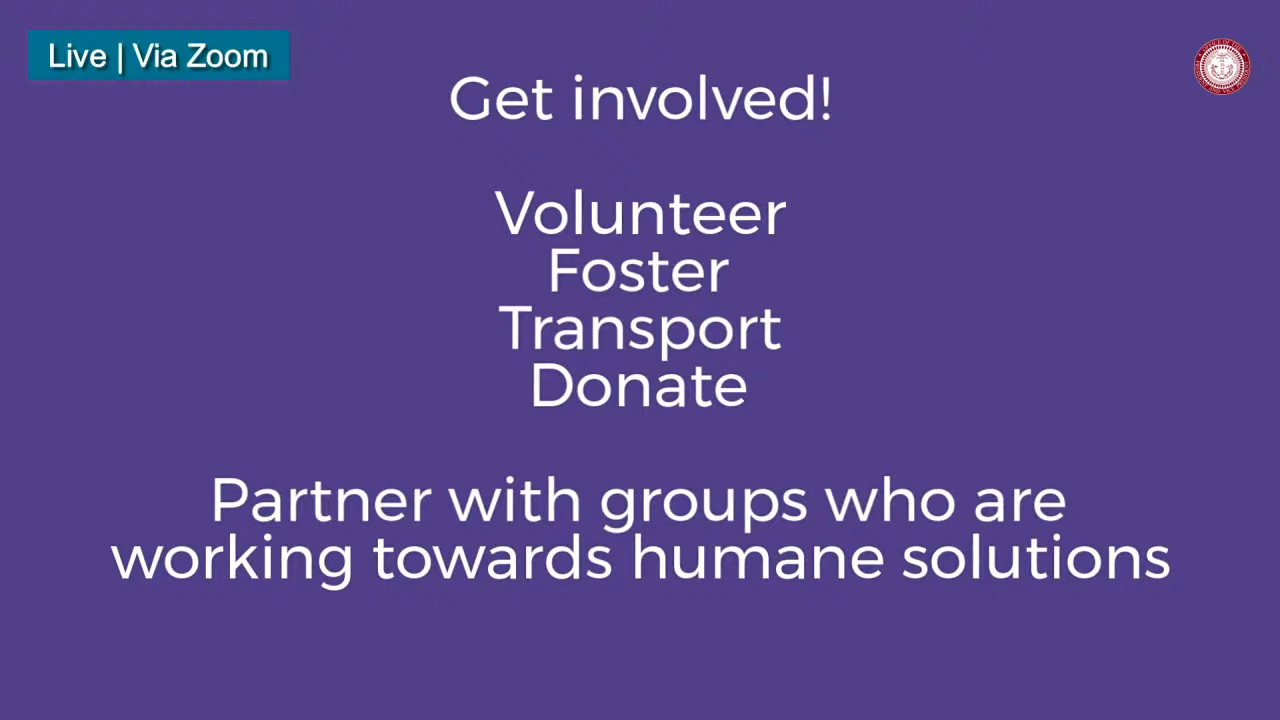 Live | Via Zoom
Get involved!
Volunteer
Foster
Transport
Donate
Partner with groups who are
working towards humane solutions